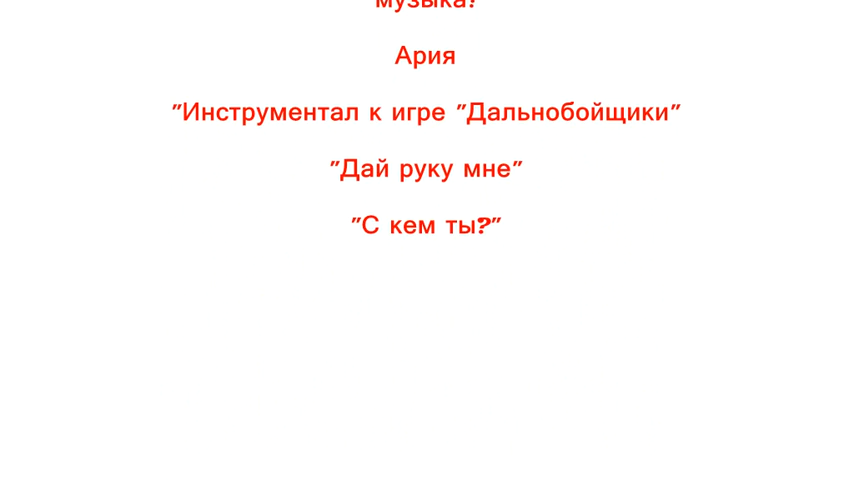 музыка?
Ария
"Инструментал к игре "Дальнобойщики"
"Дай руку мне"
"С кем ты?"